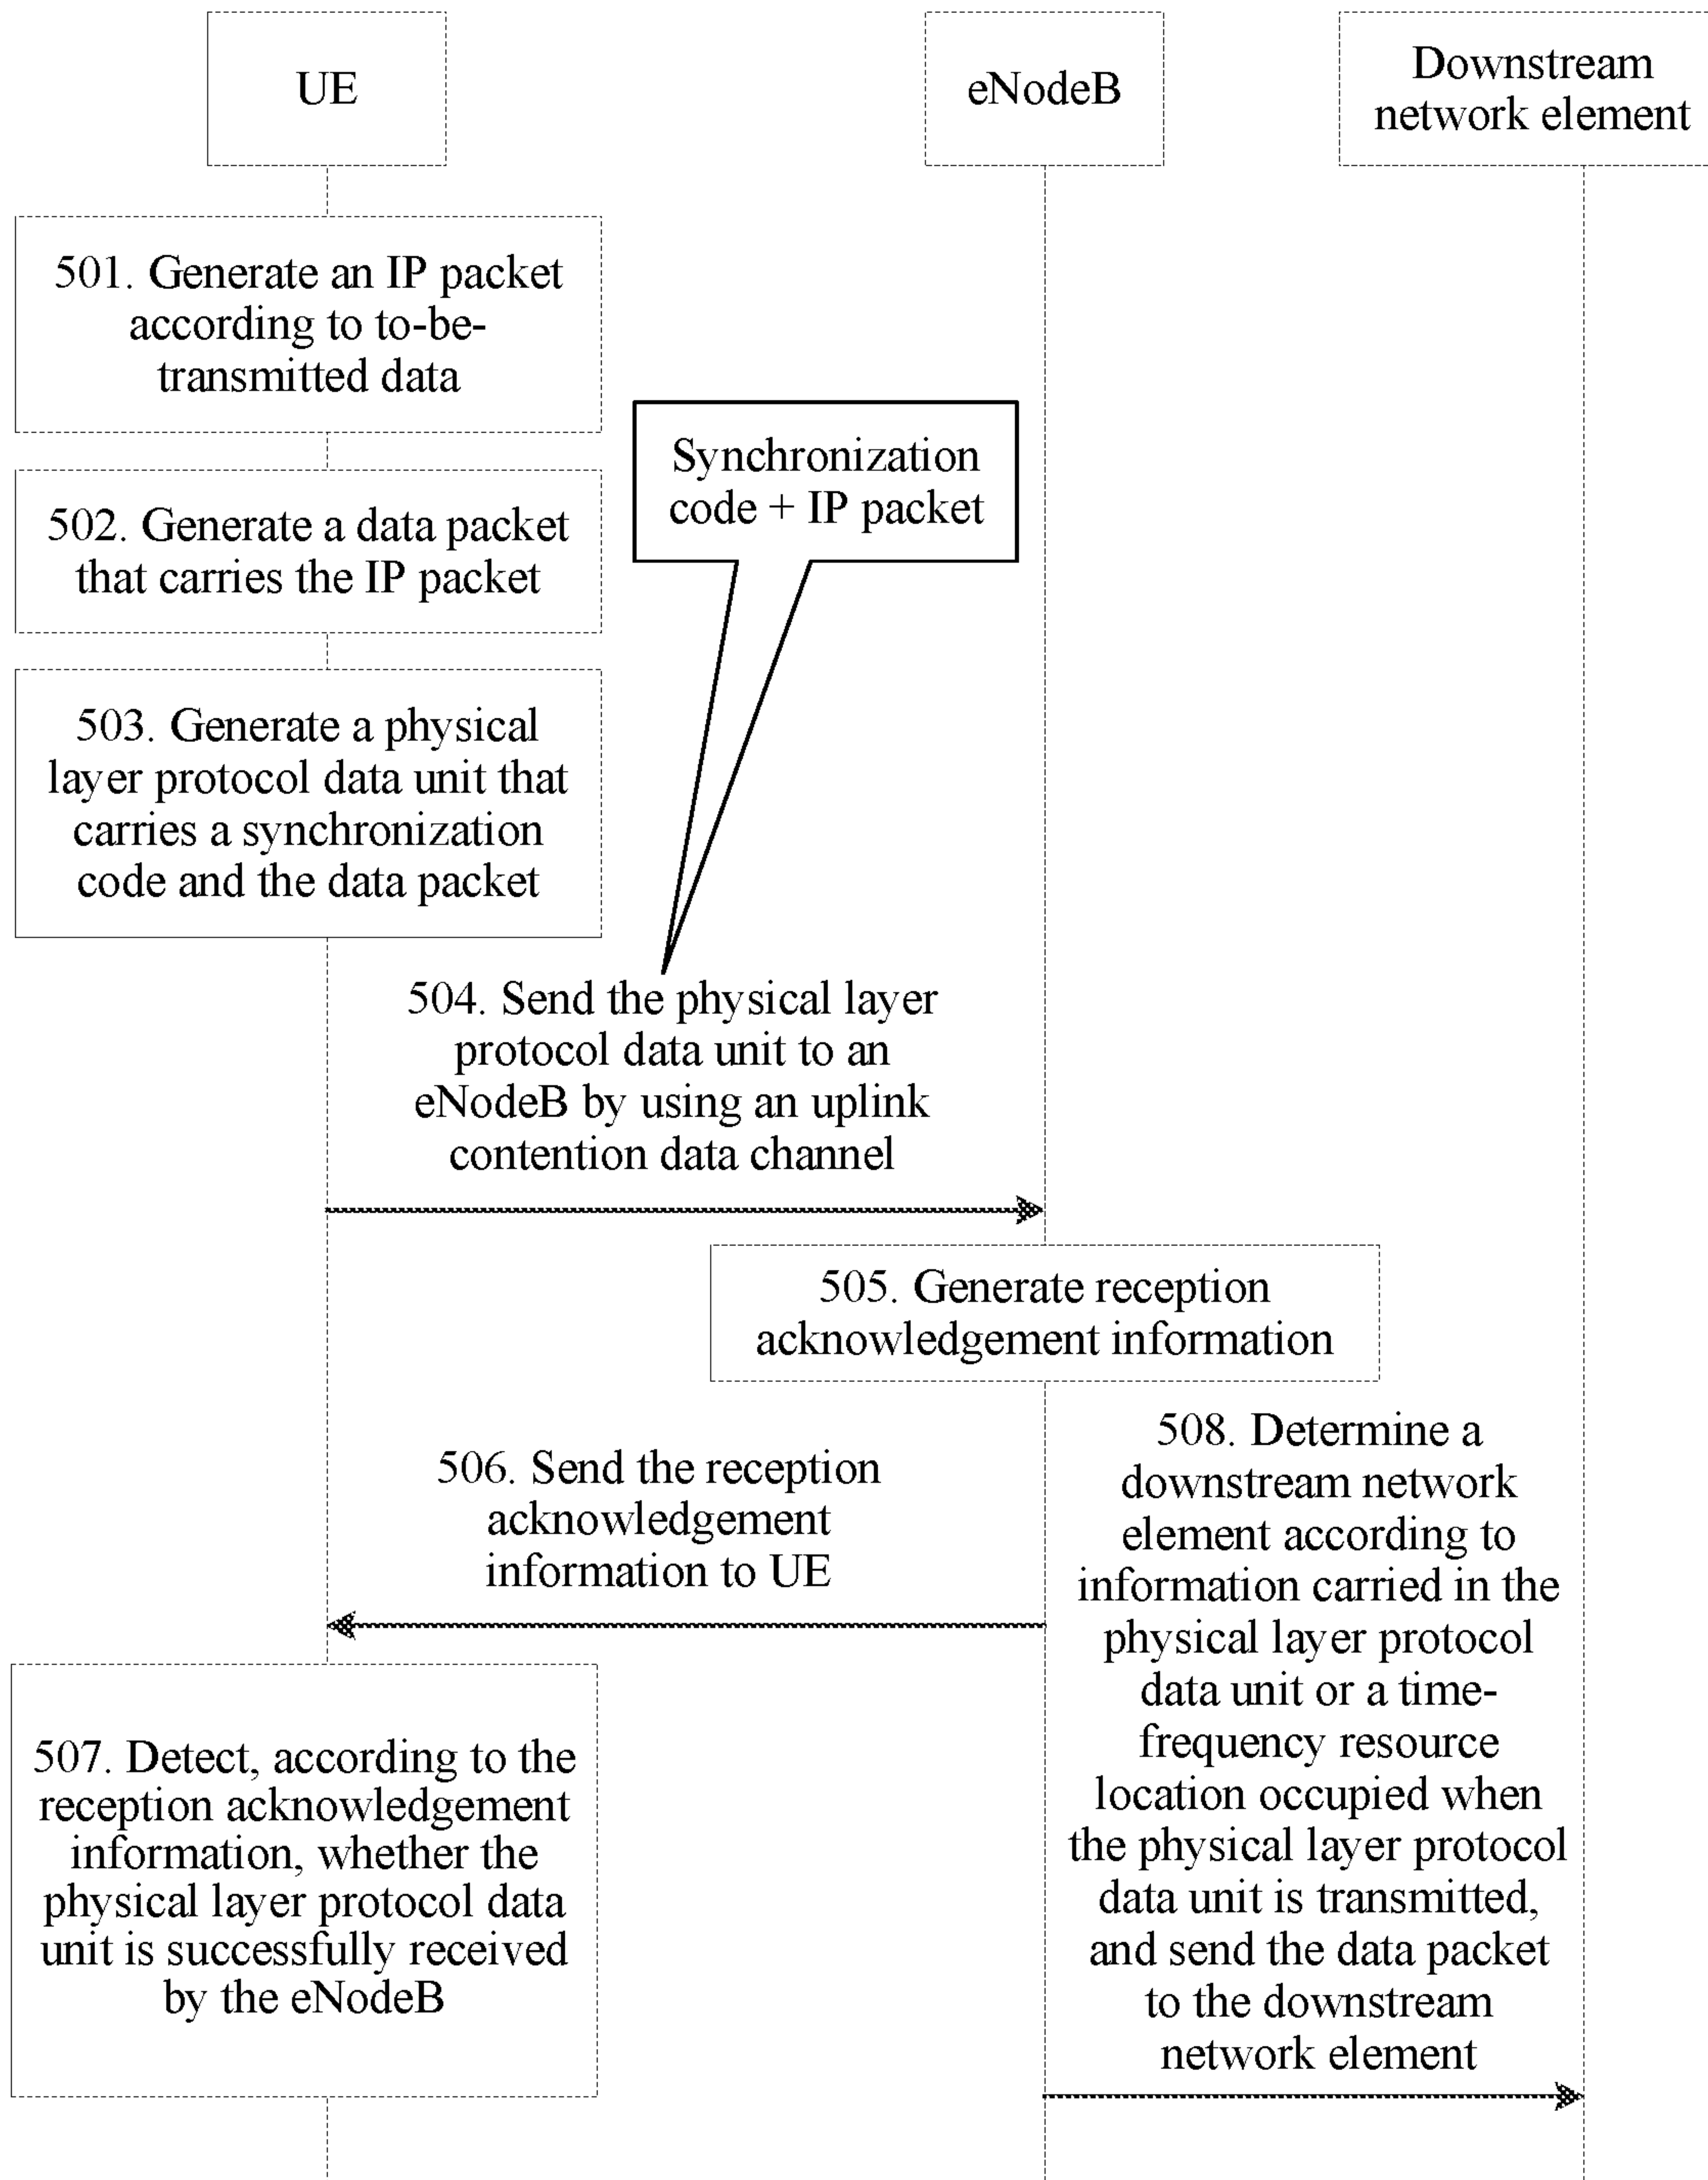 UE
eNodeB
Downstream
network element
501. Generate an IP packet
according to to-be-
transmitted data
Synchronization
code + IP packet
502. Generate a data packet
that carries the IP packet
503. Generate a physical
layer protocol data unit that
carries a synchronization
code and the data packet
504. Send the physical layer
protocol data unit to an
eNodeB by using an uplink
contention data channel
505. Generate reception
acknowledgement information
506. Send the reception
acknowledgement
information to UE
508. Determine a
downstream network
element according to
information carried in the
physical layer protocol
data unit or a time-
frequency resource
location occupied when
the physical layer protocol
data unit is transmitted,
and send the data packet
to the downstream
network element
507. Detect, according to the
reception acknowledgement
information, whether the
physical layer protocol data
unit is successfully received
by the eNodeB